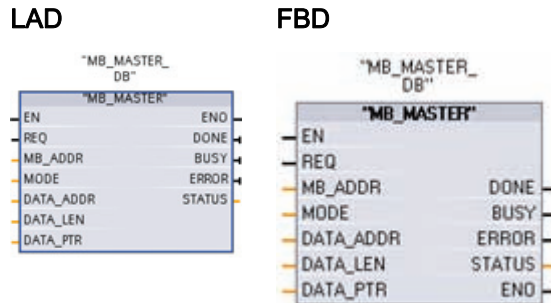 LAD
"MB_MASTER_
DB"
"MB_MASTER"
EN ENO
REQ DONE
MB_ADDR BUSY
MODE ERROR
DATA_ADDR STATUS
DATA_LEN
DATA_PTR
FBD
"MB_MASTER_
DB"
"MB_MASTER"
EN
REQ
MB_ADDR DONE
MODE BUSY
DATA_ADDR ERROR
DATA_LEN STATUS
DATA_PTR ENO